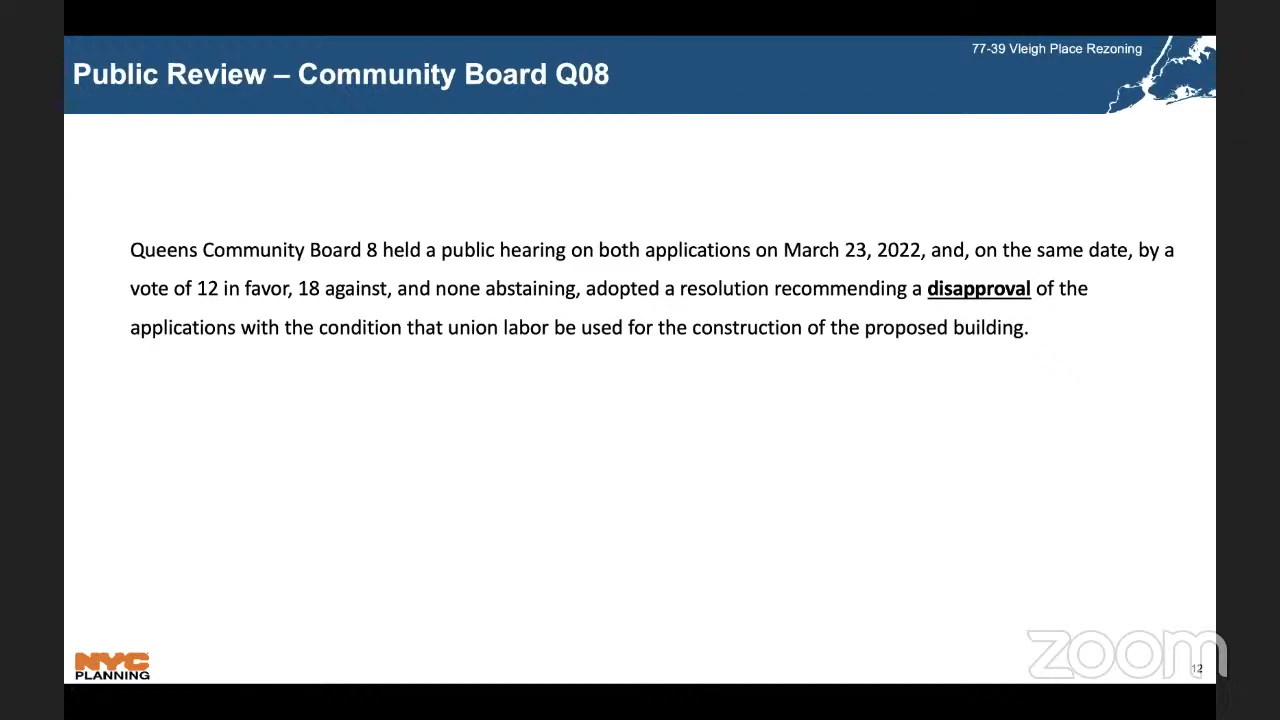 77-39 Vleigh Place Rezoning
Public Review – Community Board Q08
Queens Community Board 8 held a public hearing on both applications on March 23, 2022, and, on the same date, by a
vote of 12 in favor, 18 against, and none abstaining, adopted a resolution recommending a disapproval of the
applications with the condition that union labor be used for the construction of the proposed building.
NYC
PLANNING
zoom
12